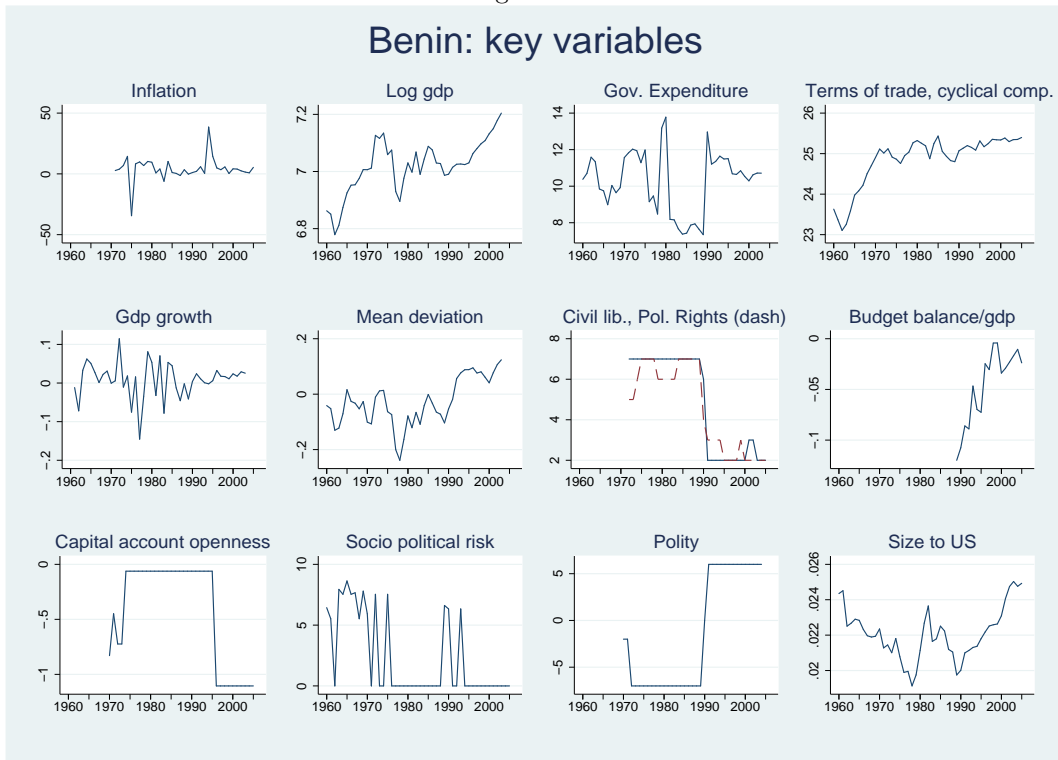 Benin: key variables
Inflation
Log gdp
Gov. Expenditure
Terms of trade, cyclical comp.
50
0
−50
1960 1970 1980 1990 2000
7.2
7
6.8
1960 1970 1980 1990 2000
14
12
10
8
1960 1970 1980 1990 2000
26
25
24
23
1960 1970 1980 1990 2000
Gdp growth
Mean deviation
Civil lib., Pol. Rights (dash)
Budget balance/gdp
.1
0
−.1
−.2
1960 1970 1980 1990 2000
.2
0
−.2
1960 1970 1980 1990 2000
8
6
4
2
1960 1970 1980 1990 2000
0
−.05
−.1
1960 1970 1980 1990 2000
Capital account openness
Socio political risk
Polity
Size to US
0
−.5
−1
1960 1970 1980 1990 2000
10
5
0
1960 1970 1980 1990 2000
5
0
−5
1960 1970 1980 1990 2000
.026
.024
.022
.02
1960 1970 1980 1990 2000